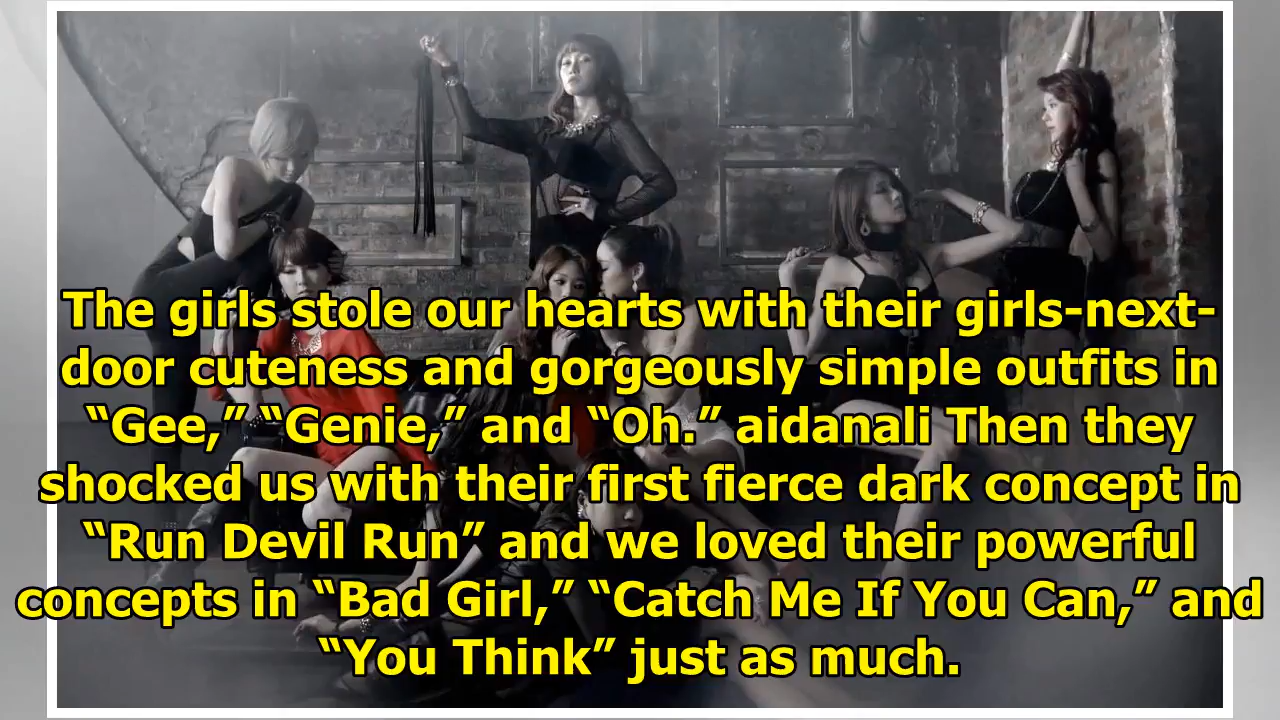 The girls stole our hearts with their girls-next-
door cuteness and gorgeously simple outfits in
“Gee,” “Genie,” and “Oh.” aidanali Then they
shocked us with their first fierce dark concept in
“Run Devil Run” and we loved their powerful
concepts in “Bad Girl,” “Catch Me If You Can,” and
“You Think” just as much.